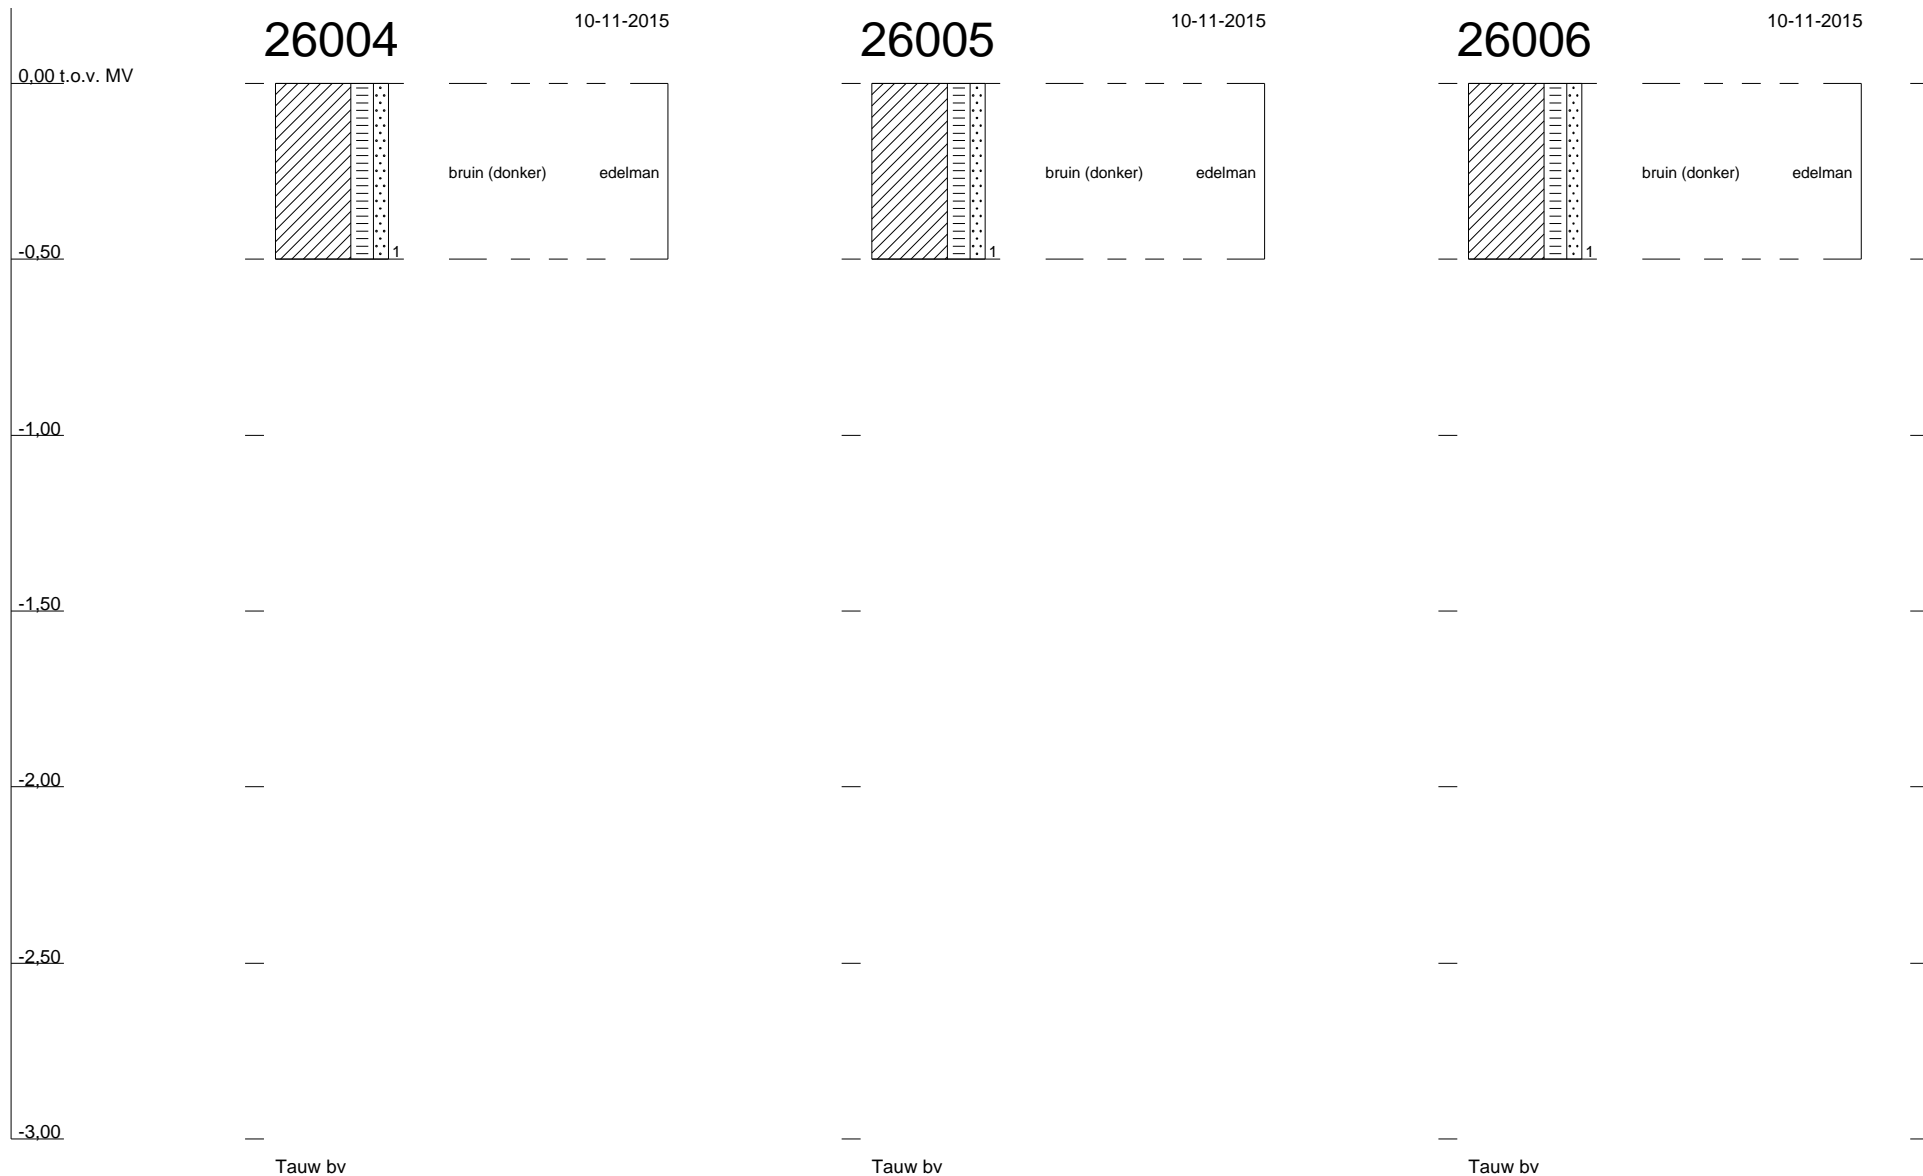 26004 10-11-2015 26005 10-11-2015 26006 10-11-2015
0,00 t.o.v. MV
bruin (donker) edelman bruin (donker) edelman bruin (donker) edelman
-0,50 1 1 1
-1,00
-1,50
-2,00
-2,50
-3,00
Tauw bv Tauw bv Tauw bv